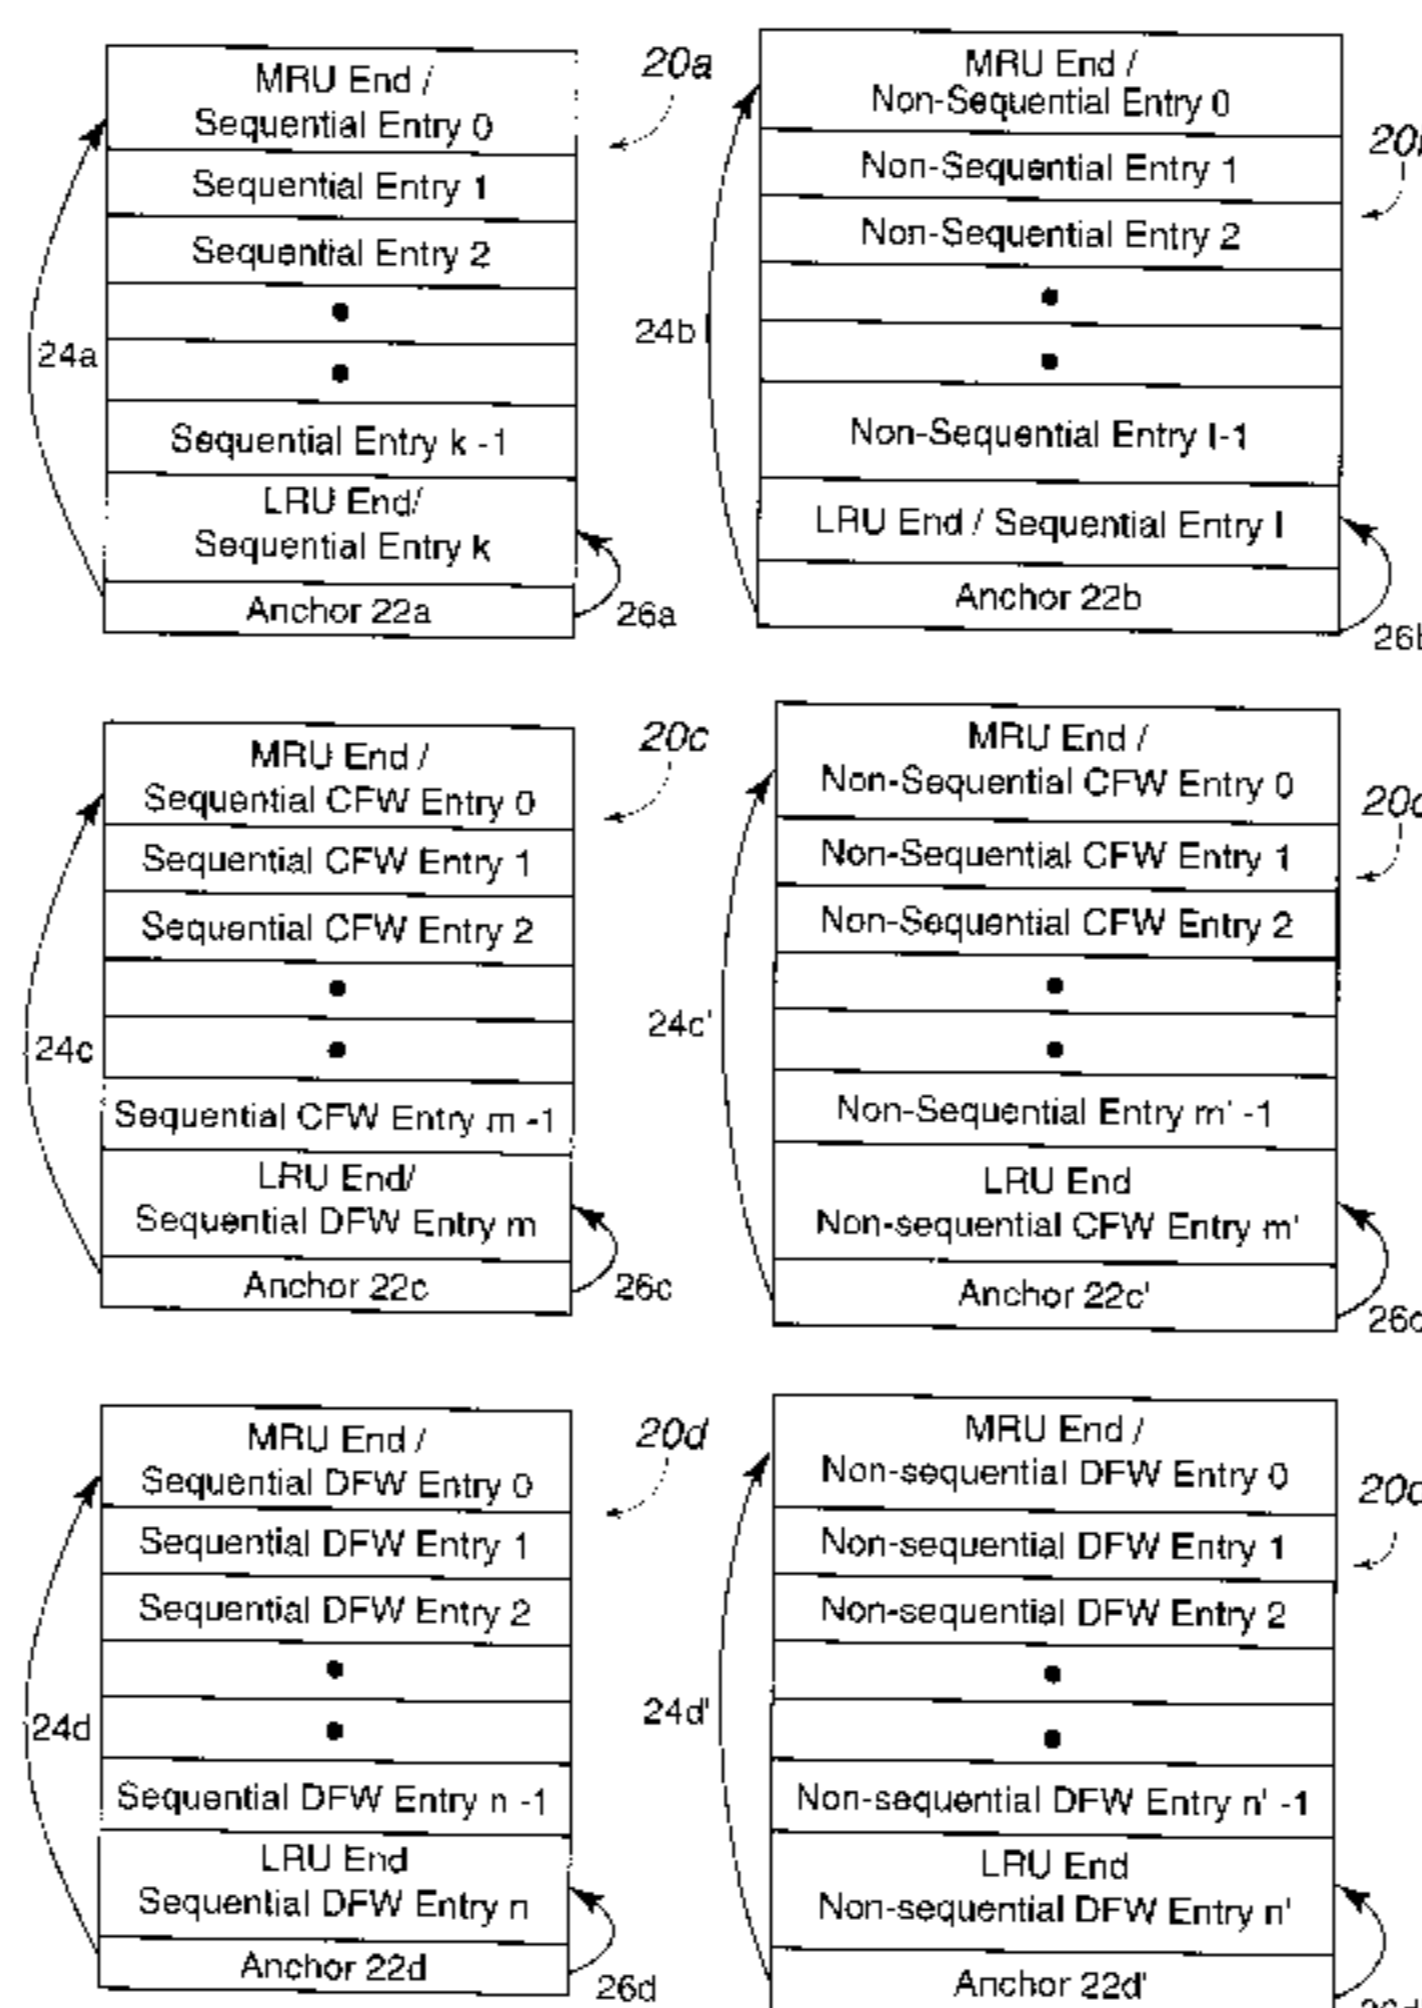 MRU End /
Sequential Entry 0
Sequential Entry 1
Sequential Entry 2
Sequential Entry k -1
LRU End/
Sequential Entry k
Anchor 22a
20a
24a
26a
MRU End /
Non-Sequential Entry 0
Non-Sequential Entry 1
Non-Sequential Entry 2
Non-Sequential Entry l-1
LRU End / Sequential Entry l
Anchor 22b
24b
MRU End /
Sequential CFW Entry 0
Sequential CFW Entry 1
Sequential CFW Entry 2
Sequential CFW Entry m -1
LRU End/
Sequential DFW Entry m
Anchor 22c
20c
24c
26c
MRU End /
Non-Sequential CFW Entry 0
Non-Sequential CFW Entry 1
Non-Sequential CFW Entry 2
Non-Sequential Entry m' -1
LRU End
Non-sequential CFW Entry m'
Anchor 22c'
24c'
MRU End /
Sequential DFW Entry 0
Sequential DFW Entry 1
Sequential DFW Entry 2
Sequential DFW Entry n -1
LRU End
Sequential DFW Entry n
Anchor 22d
20d
24d
26d
MRU End /
Non-sequential DFW Entry 0
Non-sequential DFW Entry 1
Non-sequential DFW Entry 2
Non-sequential DFW Entry n' -1
LRU End
Non-sequential DFW Entry n'
Anchor 22d'
24d'